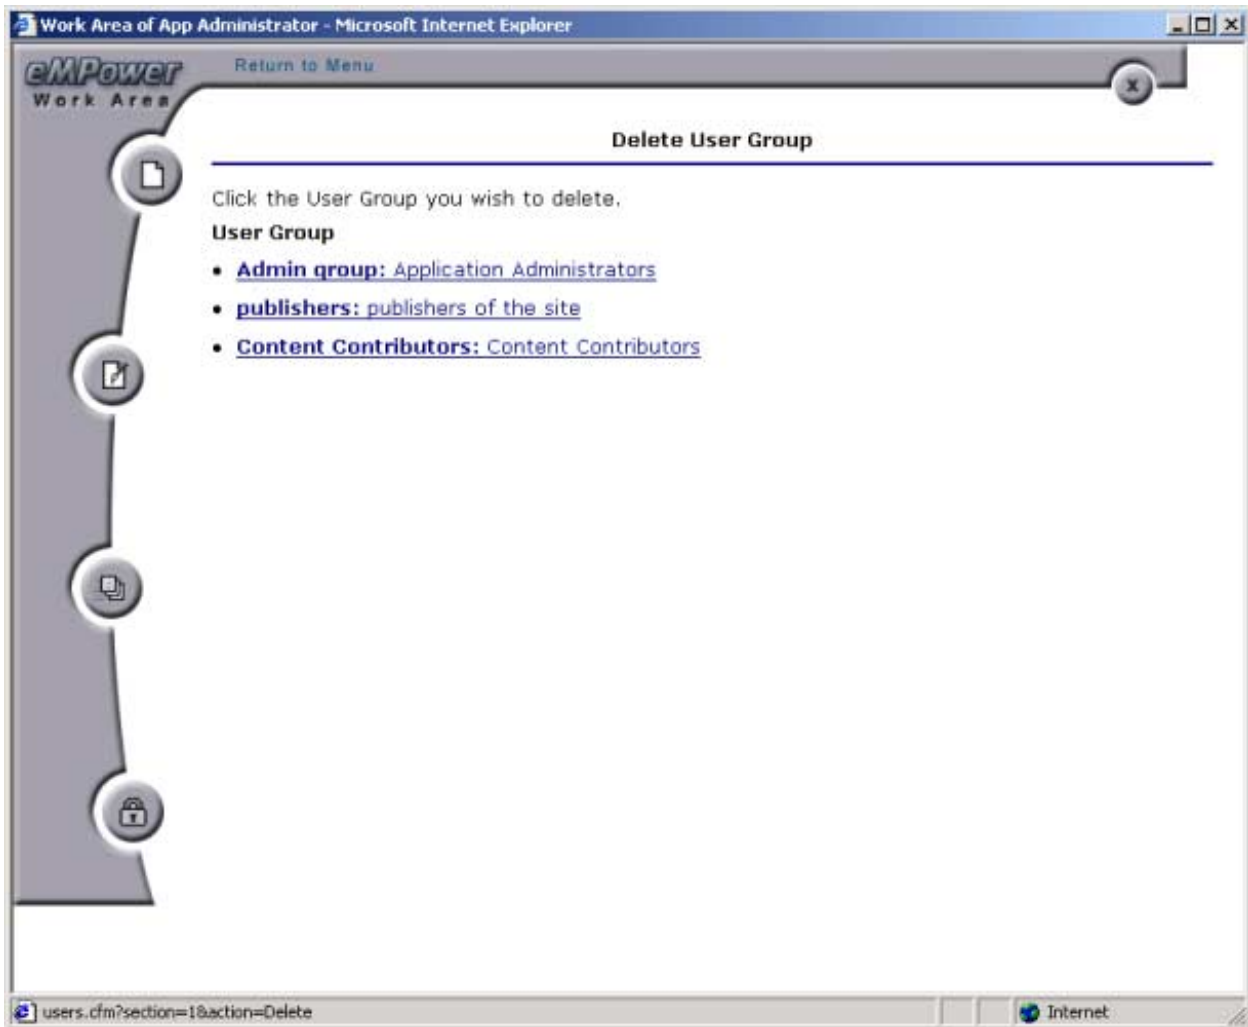 Work Area of App Administrator - Microsoft Internet Explorer
eMPower
Work Area
Return to Menu
x
Delete User Group
Click the User Group you wish to delete.
User Group
• Admin group: Application Administrators
• publishers: publishers of the site
• Content Contributors: Content Contributors
users.cfm?section=1&action=Delete
Internet